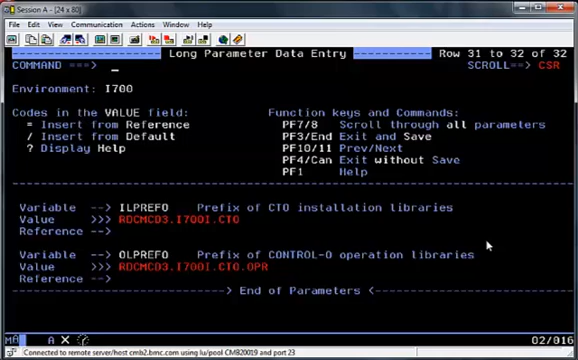 Session A - [24 x 80]
File Edit View Communication Actions Window Help
Long Parameter Data Entry Row 31 to 32 of 32
COMMAND ===> _ SCROLL==> CSR
Environment: I700
Codes in the VALUE field: Function keys and Commands:
= Insert from Reference PF7/8 Scroll through all parameters
/ Insert from Default PF3/End Exit and Save
? Display Help PF10/11 Prev/Next
PF4/Can Exit without Save
PF1 Help
Variable --> ILPREFO Prefix of CTO installation libraries
Value >>> RDCMCD3.I700I.CTO
Reference -->
Variable --> OLPREFO Prefix of CONTROL-O operation libraries
Value >>> RDCMCD3.I700I.CTO.OPR
Reference -->
> End of Parameters <
MA A 02/016
Connected to remote server/host cmb2.bmc.com using lu/pool CMB20019 and port 23